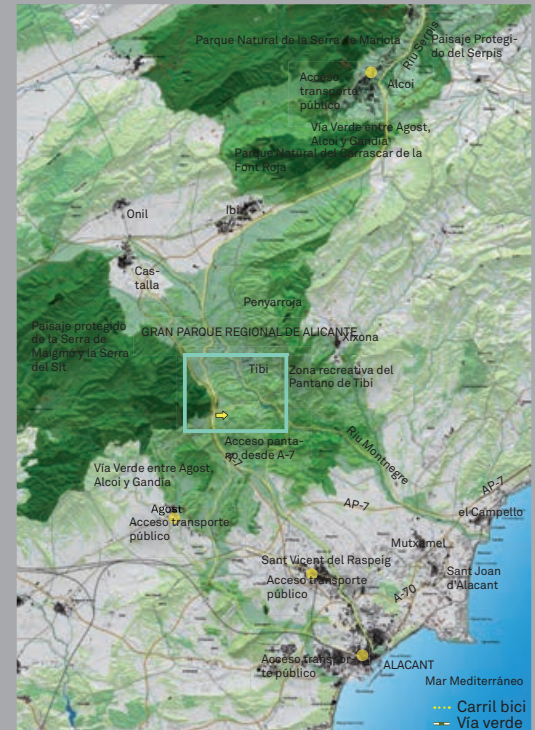 Parque Natural de la Serra de Mariola
Riu Serpis
Paisaje Protegi-
do del Serpis
Acceso
transporte
público
Alcoi
Vía Verde entre Agost,
Alcoi y Gandia
Parque Natural del Carrascar de la
Font Roja
Onil
Ibi
Cas-
talla
Penyarroja
Paisaje protegido
de la Serra de
Maigmo y la Serra
del Sit
GRAN PARQUE REGIONAL DE ALICANTE
Xixona
Tibi
Zona recreativa del
Pantano de Tibi
Acceso panta-
no desde A-7
A-7
Riu Montnegre
Vía Verde entre Agost,
Alcoi y Gandia
Agost
Acceso transporte
público
AP-7
AP-7
el Campello
Mutxamel
Sant Vicent del Raspeig
Acceso transporte
público
Sant Joan
d'Alacant
A-70
Acceso transpor-
te público
ALACANT
Mar Mediterráneo
Carril bici
Vía verde